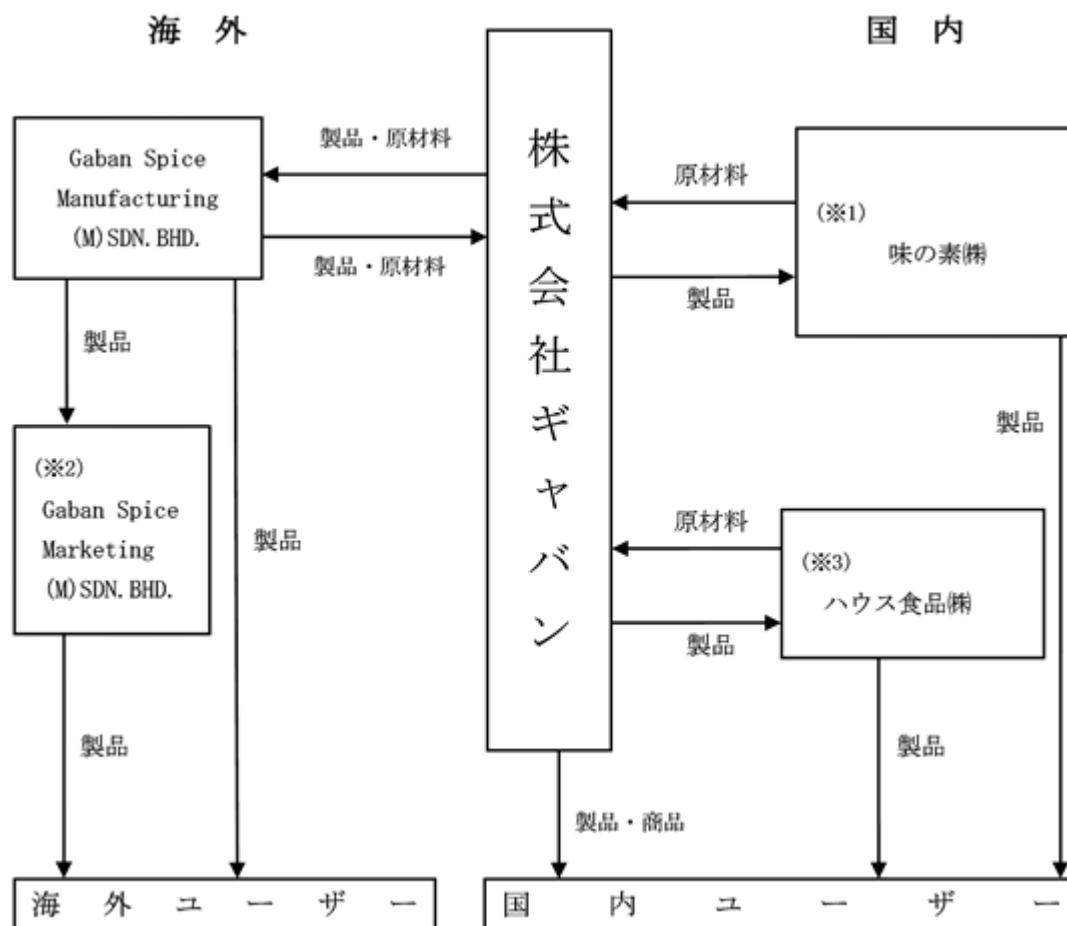 海 外
国 内
株式会社ギャバン
製品・原材料
Gaban Spice
Manufacturing
(M)SDN.BHD.
製品・原材料
原材料
(※1)
味の素㈱
製品
製品
製品
(※2)
Gaban Spice
Marketing
(M)SDN.BHD.
製品
原材料
(※3)
ハウス食品㈱
製品
製品
製品
製品・商品
海 外 ユ ー ザ ー
国 内 ユ ー ザ ー